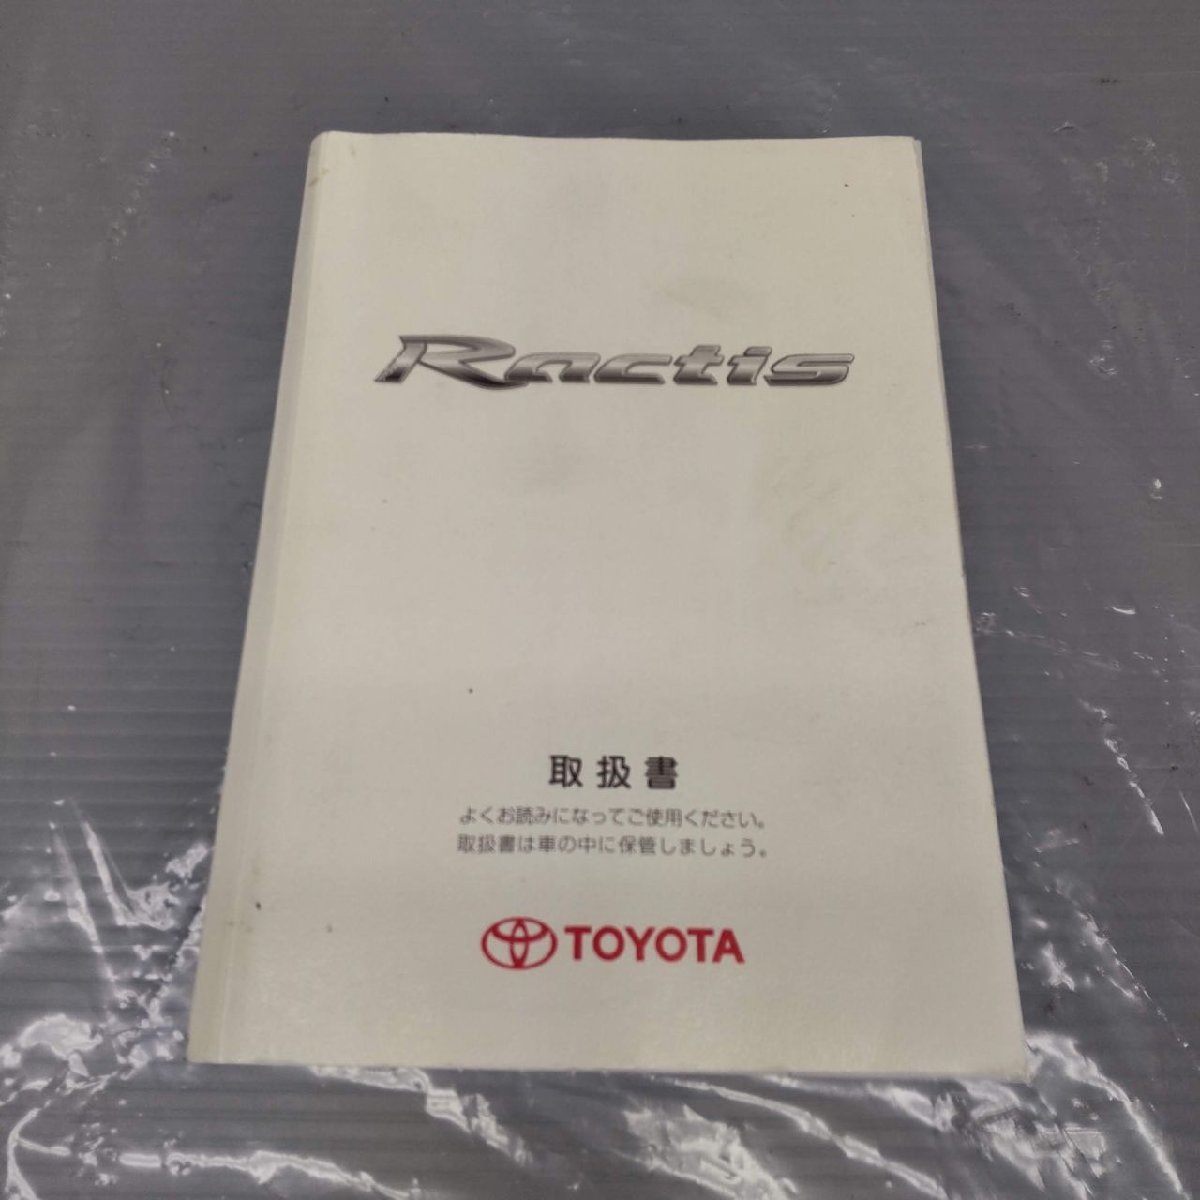 Ractis
取扱書
よくお読みになってご使用ください。
取扱書は車の中に保管しましょう。
TOYOTA